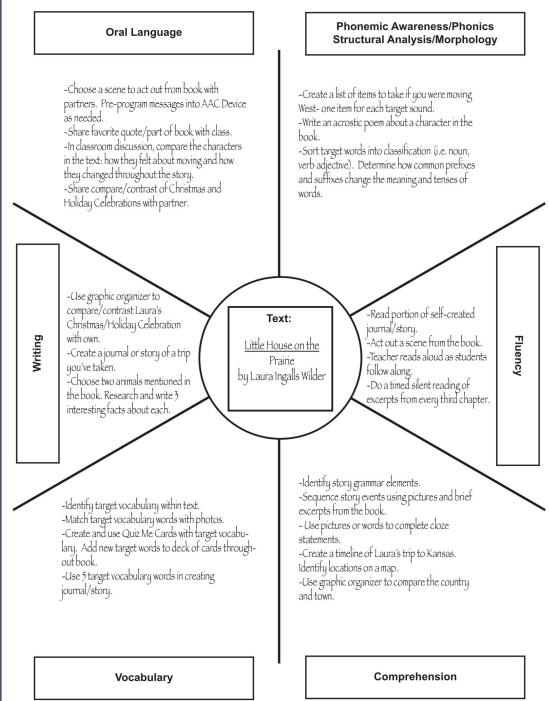 Oral Language
-Choose a scene to act out from book with
partners. Pre-program messages into AAC Device
as needed.
-Share favorite quote/part of book with class.
-In classroom discussion, compare the characters
in the text: how they felt about moving and how
they changed throughout the story.
-Share compare/contrast of Christmas and
Holiday Celebrations with partner.
Phonemic Awareness/Phonics
Structural Analysis/Morphology
-Create a list of items to take if you were moving
West- one item for each target sound.
-Write an acrostic poem about a character in the
book.
-Sort target words into classification (i.e. noun,
verb adjective). Determine how common prefixes
and suffixes change the meaning and tenses of
words.
Writing
-Use graphic organizer to
compare/contrast Laura's
Christmas/Holiday Celebration
with own.
-Create a journal or story of a trip
you've taken.
-Choose two animals mentioned in
the book. Research and write 3
interesting facts about each.
Text:
Little House on the
Prairie
by Laura Ingalls Wilder
Fluency
-Read portion of self-created
journal/story.
-Act out a scene from the book.
-Teacher reads aloud as students
follow along.
-Do a timed silent reading of
excerpts from every third chapter.
-Identify target vocabulary within text.
-Match target vocabulary words with photos.
-Create and use Quiz Me Cards with target vocabu-
lary. Add new target words to deck of cards through-
out book.
-Use 5 target vocabulary words in creating
journal/story.
Vocabulary
-Identify story grammar elements.
-Sequence story events using pictures and brief
excerpts from the book.
- Use pictures or words to complete cloze
statements.
-Create a timeline of Laura's trip to Kansas.
Identify locations on a map.
-Use graphic organizer to compare the country
and town.
Comprehension